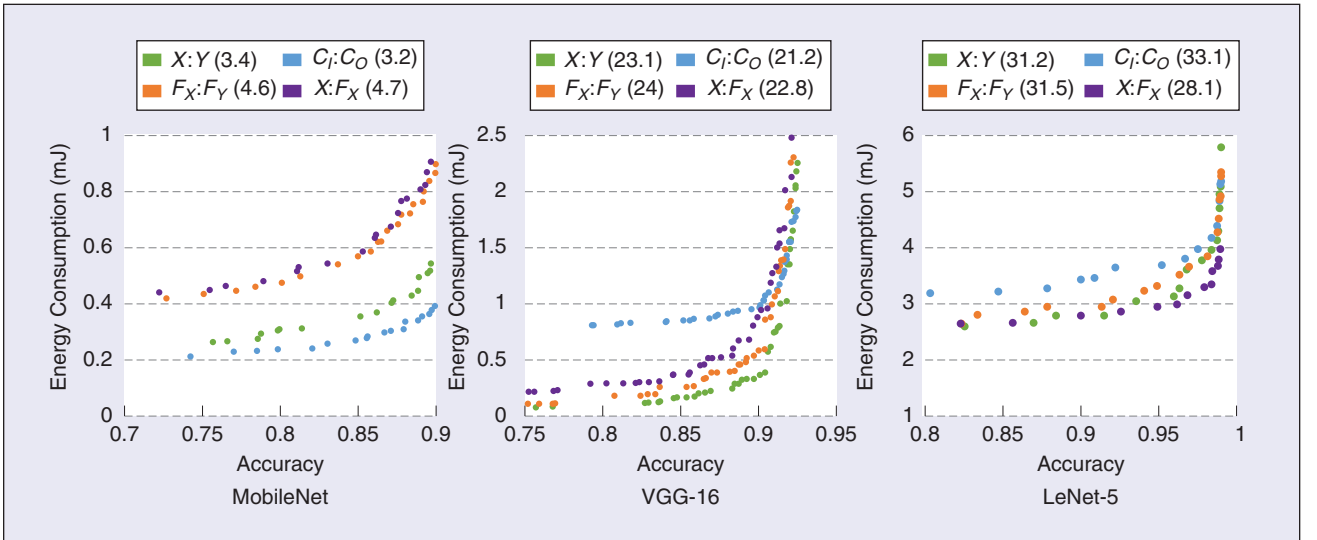 X:Y (3.4) C_I:C_O (3.2)
F_X:F_Y (4.6) X:F_X (4.7)
Energy Consumption (mJ)
1
0.8
0.6
0.4
0.2
0
0.7 0.75 0.8 0.85 0.9
Accuracy
MobileNet
X:Y (23.1) C_I:C_O (21.2)
F_X:F_Y (24) X:F_X (22.8)
Energy Consumption (mJ)
2.5
2
1.5
1
0.5
0
0.75 0.8 0.85 0.9 0.95
Accuracy
VGG-16
X:Y (31.2) C_I:C_O (33.1)
F_X:F_Y (31.5) X:F_X (28.1)
Energy Consumption (mJ)
6
5
4
3
2
1
0.8 0.85 0.9 0.95 1
Accuracy
LeNet-5